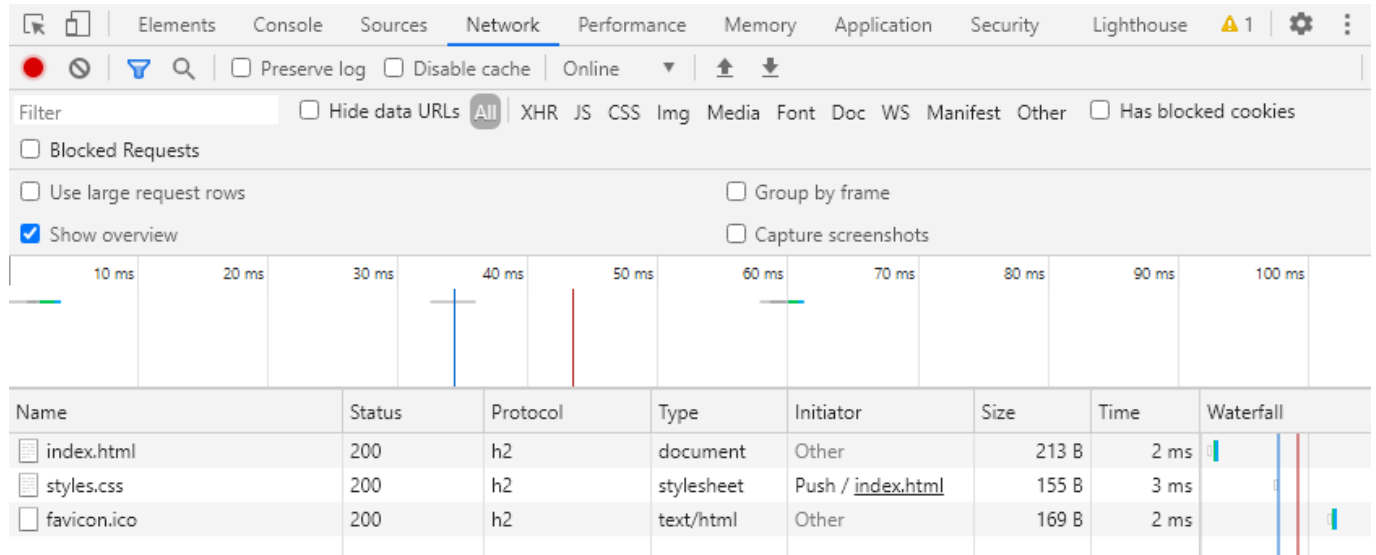 Elements Console Sources Network Performance Memory Application Security Lighthouse 1
Preserve log Disable cache Online
Filter Hide data URLs All XHR JS CSS Img Media Font Doc WS Manifest Other Has blocked cookies
Blocked Requests
Use large request rows Group by frame
Show overview Capture screenshots
10 ms 20 ms 30 ms 40 ms 50 ms 60 ms 70 ms 80 ms 90 ms 100 ms
Name Status Protocol Type Initiator Size Time Waterfall
index.html 200 h2 document Other 213 B 2 ms
styles.css 200 h2 stylesheet Push / index.html 155 B 3 ms
favicon.ico 200 h2 text/html Other 169 B 2 ms